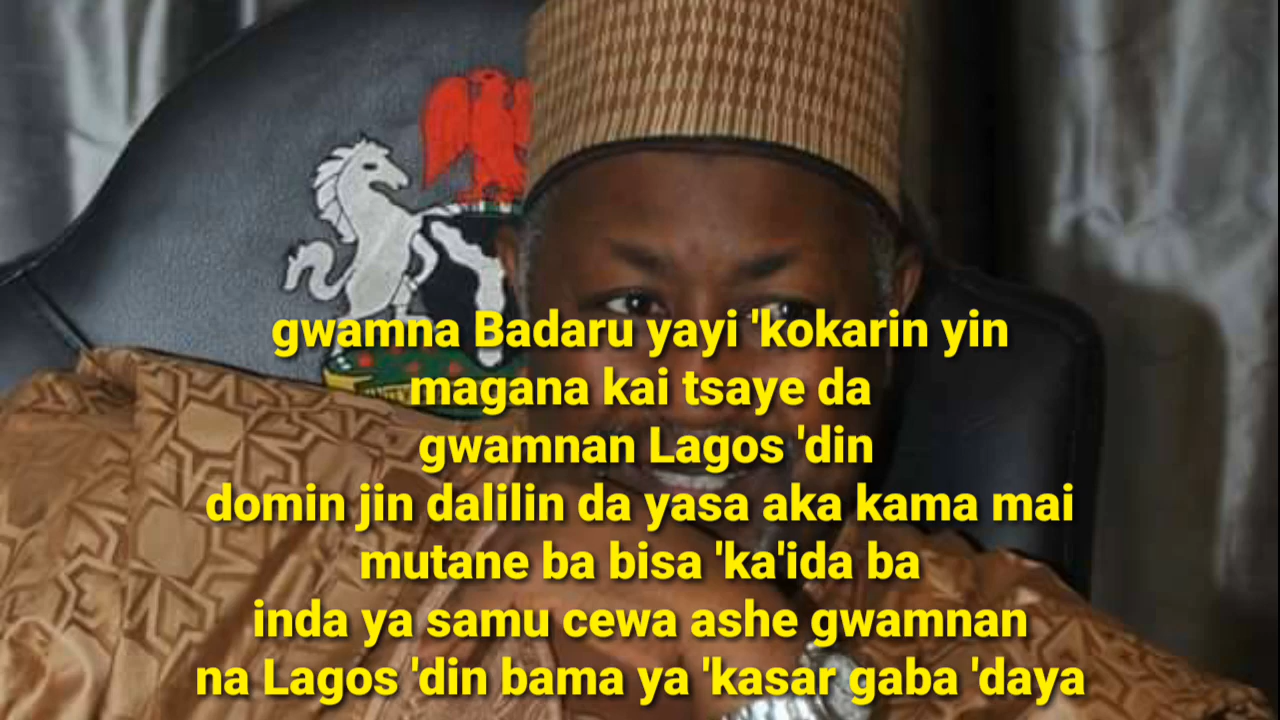 gwamna Badaru yayi 'kokarin yin
magana kai tsaye da
gwamnan Lagos 'din
domin jin dalilin da yasa aka kama mai
mutane ba bisa 'ka'ida ba
inda ya samu cewa ashe gwamnan
na Lagos 'din bama ya 'kasar gaba 'daya